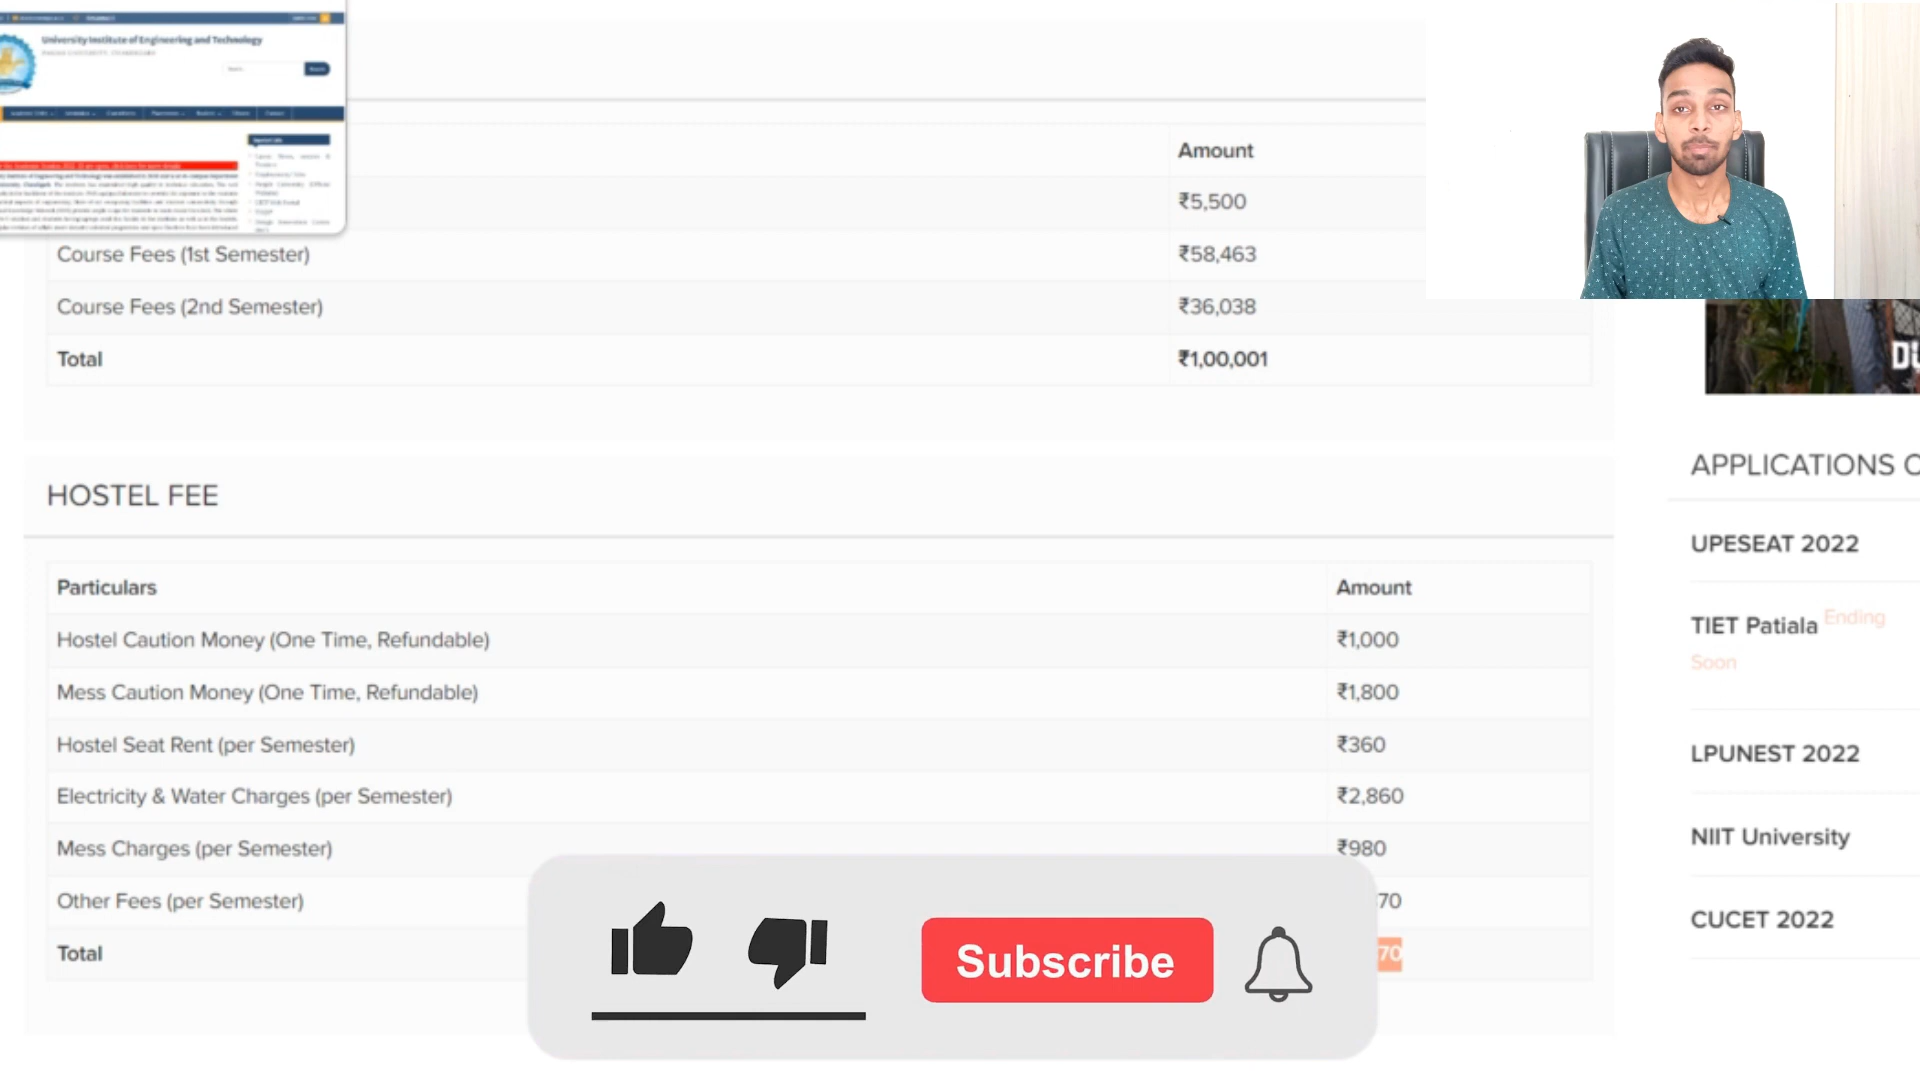 University Institute of Engineering and Technology
Amount
₹5,500
Course Fees (1st Semester) ₹58,463
Course Fees (2nd Semester) ₹36,038
Total ₹1,00,001
HOSTEL FEE
Particulars Amount
Hostel Caution Money (One Time, Refundable) ₹1,000
Mess Caution Money (One Time, Refundable) ₹1,800
Hostel Seat Rent (per Semester) ₹360
Electricity & Water Charges (per Semester) ₹2,860
Mess Charges (per Semester) ₹980
Other Fees (per Semester) 70
Total 70
Subscribe
APPLICATIONS
UPESEAT 2022
TIET Patiala Ending
Soon
LPUNEST 2022
NIIT University
CUCET 2022